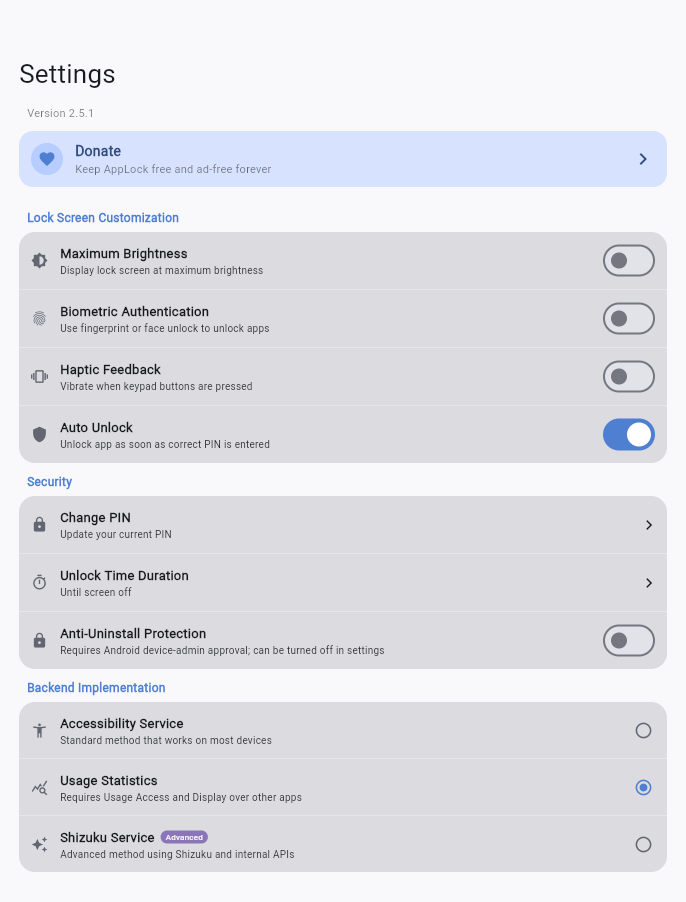 Settings
Version 2.5.1
Donate
Keep AppLock free and ad-free forever
Lock Screen Customization
Maximum Brightness
Display lock screen at maximum brightness
Biometric Authentication
Use fingerprint or face unlock to unlock apps
Haptic Feedback
Vibrate when keypad buttons are pressed
Auto Unlock
Unlock app as soon as correct PIN is entered
Security
Change PIN
Update your current PIN
Unlock Time Duration
Until screen off
Anti-Uninstall Protection
Requires Android device-admin approval; can be turned off in settings
Backend Implementation
Accessibility Service
Standard method that works on most devices
Usage Statistics
Requires Usage Access and Display over other apps
Shizuku Service Advanced
Advanced method using Shizuku and internal APIs